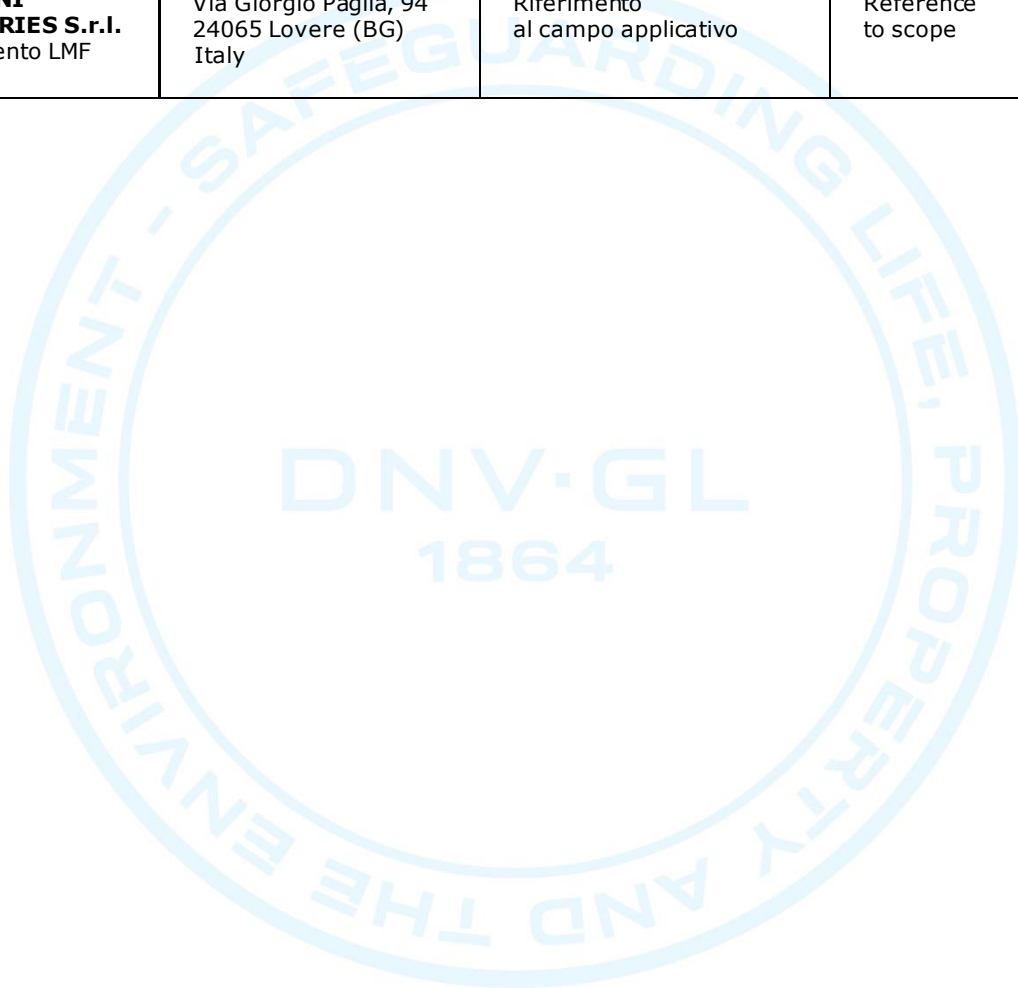 NI
RIES S.r.l.
ento LMF
Via Giorgio Paglia, 94
24065 Lovere (BG)
Italy
Riferimento
al campo applicativo
Reference
to scope
SAFEGUARDING LIFE, PROPERTY AND THE ENVIRONMENT -
DNV·GL
1864